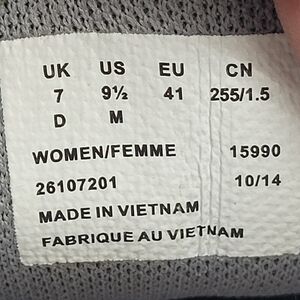 UK US EU CN
7 9½ 41 255/1.5
D M
WOMEN/FEMME 15990
26107201 10/14
MADE IN VIETNAM
FABRIQUE AU VIETNAM